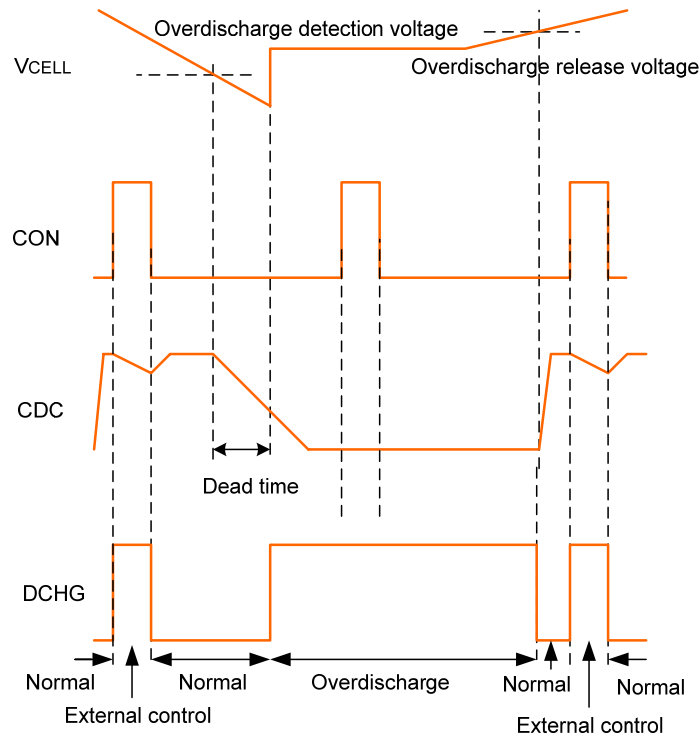 Overdischarge detection voltage
VCELL
Overdischarge release voltage
CON
CDC
Dead time
DCHG
Normal
Normal
Overdischarge
Normal
Normal
External control
External control